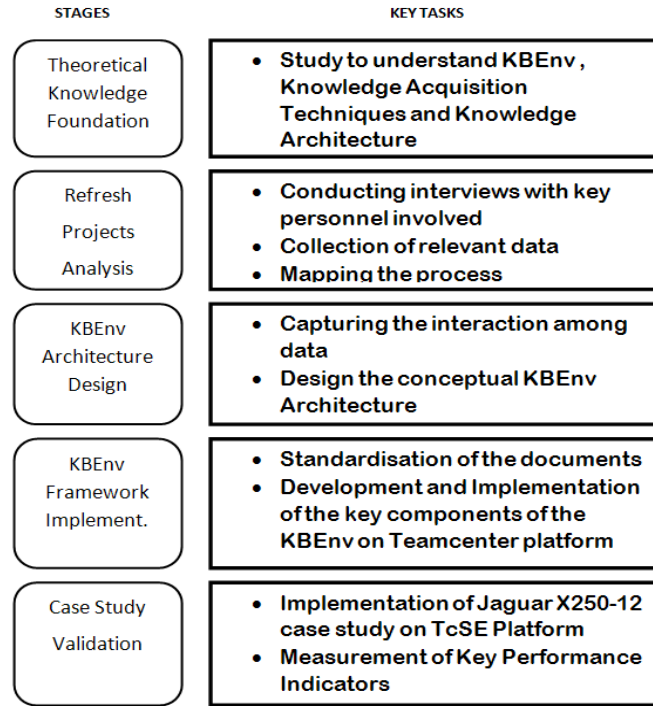 STAGES
KEY TASKS
Theoretical
Knowledge
Foundation
• Study to understand KBEnv ,
Knowledge Acquisition
Techniques and Knowledge
Architecture
Refresh
Projects
Analysis
• Conducting interviews with key
personnel involved
• Collection of relevant data
• Mapping the process
KBEnv
Architecture
Design
• Capturing the interaction among
data
• Design the conceptual KBEnv
Architecture
KBEnv
Framework
Implement.
• Standardisation of the documents
• Development and Implementation
of the key components of the
KBEnv on Teamcenter platform
Case Study
Validation
• Implementation of Jaguar X250-12
case study on TcSE Platform
• Measurement of Key Performance
Indicators